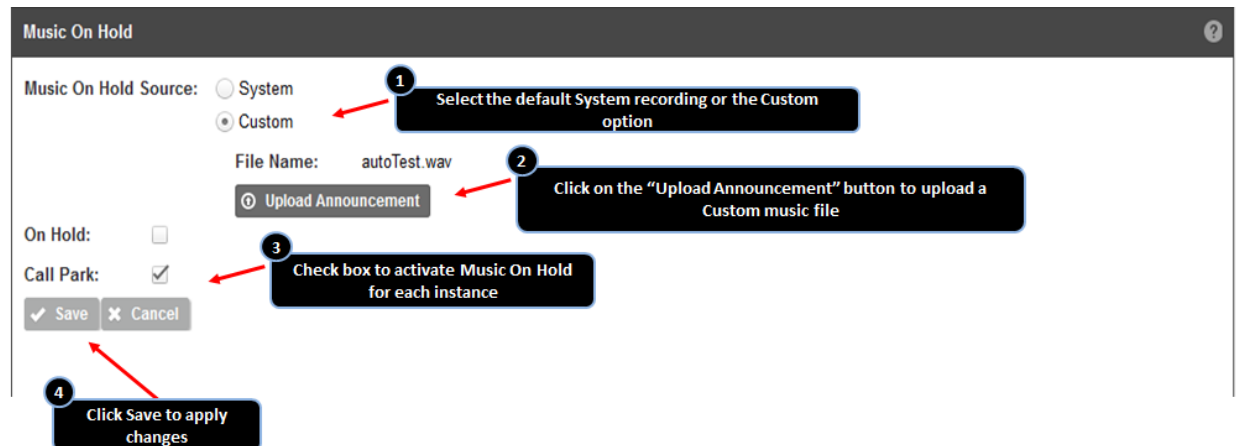 Music On Hold
?
Music On Hold Source: System
Custom
1
Select the default System recording or the Custom
option
File Name: autoTest.wav
Upload Announcement
2
Click on the “Upload Announcement” button to upload a
Custom music file
On Hold:
Call Park:
3
Check box to activate Music On Hold
for each instance
Save Cancel
4
Click Save to apply
changes